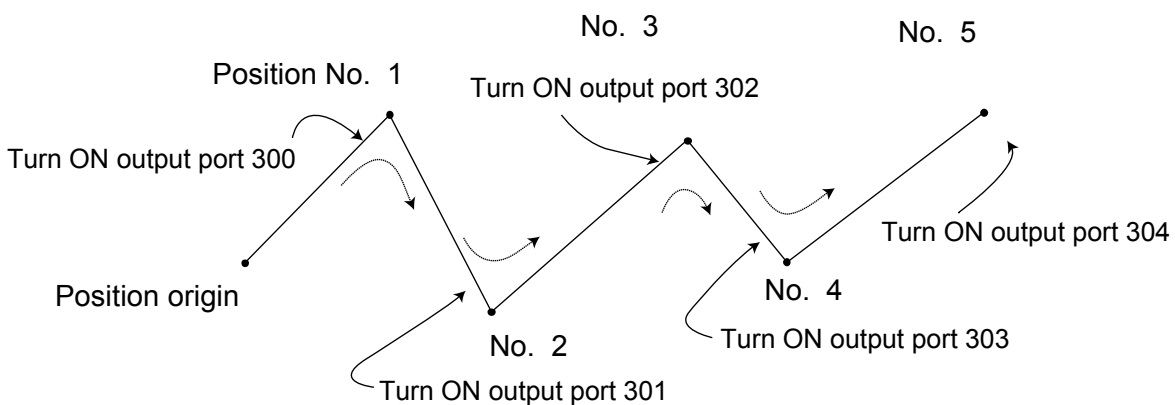 No. 3
No. 5
Position No. 1
Turn ON output port 302
Turn ON output port 300
Turn ON output port 304
Position origin
No. 4
Turn ON output port 303
No. 2
Turn ON output port 301